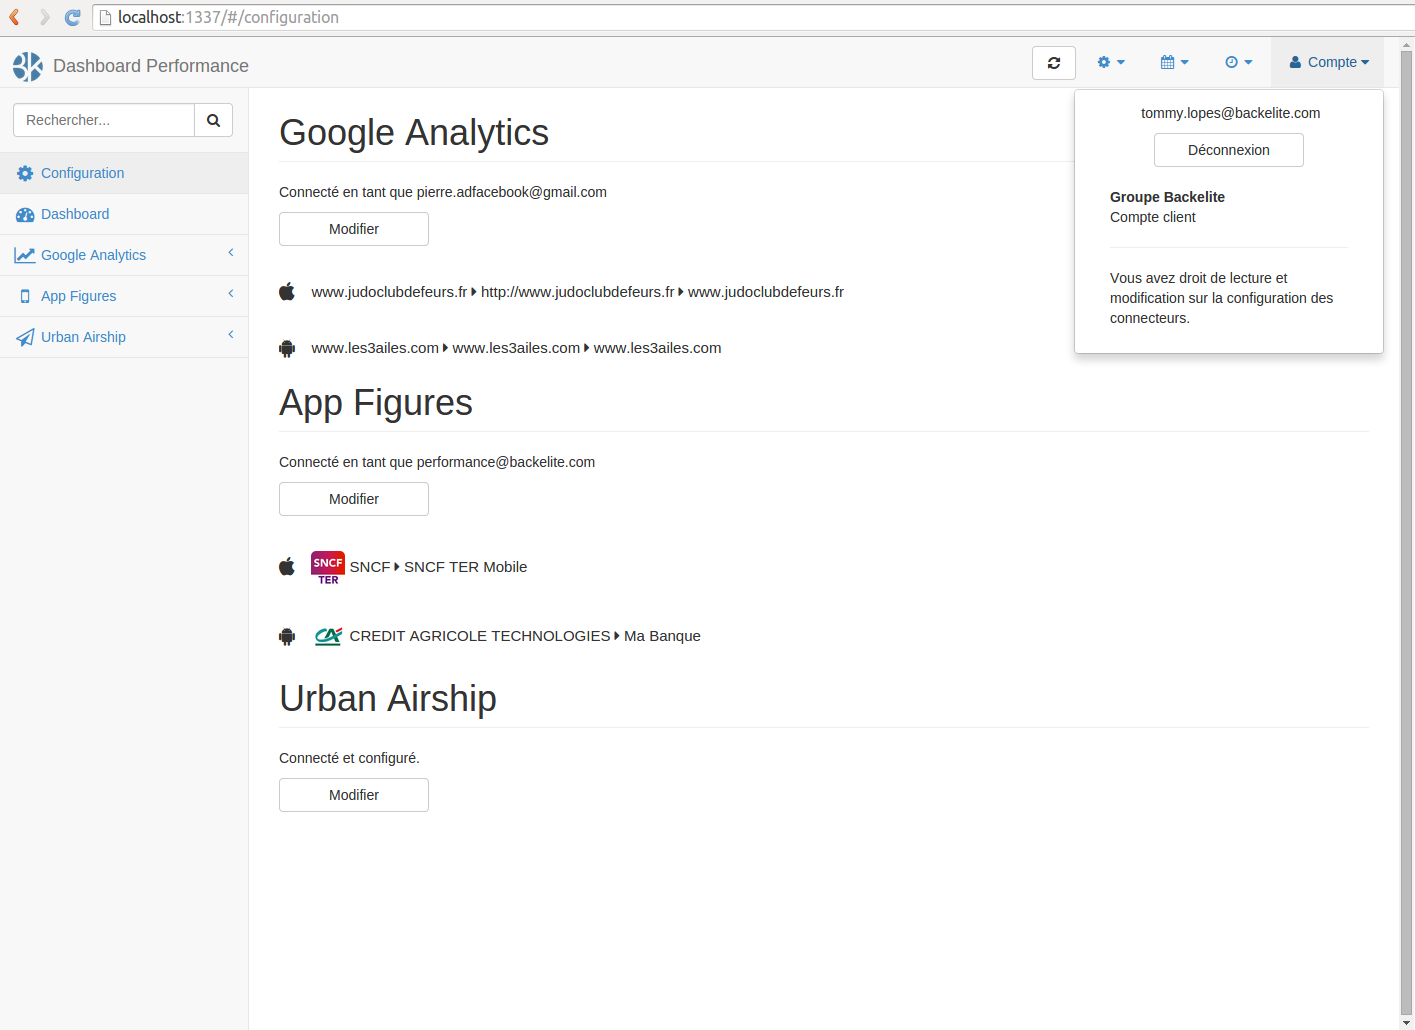 localhost:1337/#/configuration
Dashboard Performance
Compte
Rechercher...
Configuration
Dashboard
Google Analytics
App Figures
Urban Airship
tommy.lopes@backelite.com
Déconnexion
Groupe Backelite
Compte client
Vous avez droit de lecture et
modification sur la configuration des
connecteurs.
Google Analytics
Connecté en tant que pierre.adfacebook@gmail.com
Modifier
www.judoclubdefeurs.fr http://www.judoclubdefeurs.fr www.judoclubdefeurs.fr
www.les3ailes.com www.les3ailes.com www.les3ailes.com
App Figures
Connecté en tant que performance@backelite.com
Modifier
SNCF
TER
SNCF SNCF TER Mobile
CA
CREDIT AGRICOLE TECHNOLOGIES Ma Banque
Urban Airship
Connecté et configuré.
Modifier